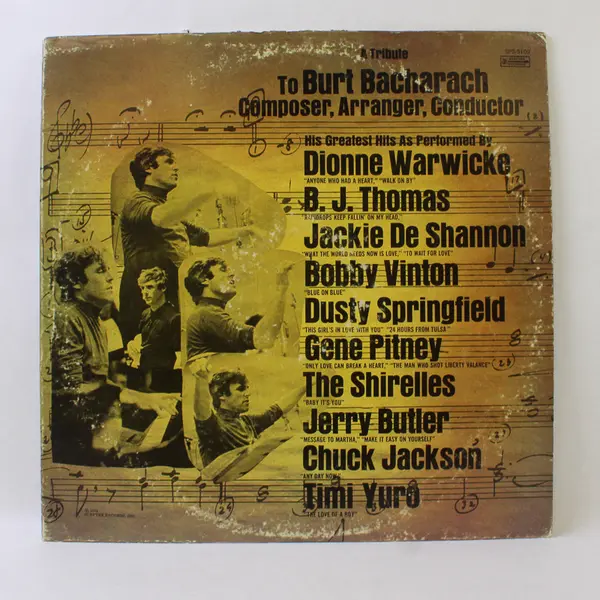 A Tribute
To Burt Bacharach
Composer, Arranger, Conductor
His Greatest Hits As Performed By
Dionne Warwicke
"ANYONE WHO HAD A HEART," "WALK ON BY"
B. J. Thomas
"RAINDROPS KEEP FALLIN' ON MY HEAD,"
Jackie De Shannon
"WHAT THE WORLD NEEDS NOW IS LOVE," "TO WAIT FOR LOVE"
Bobby Vinton
"BLUE ON BLUE"
Dusty Springfield
"THIS GIRL'S IN LOVE WITH YOU" "24 HOURS FROM TULSA"
Gene Pitney
"ONLY LOVE CAN BREAK A HEART," "THE MAN WHO SHOT LIBERTY VALANCE"
The Shirelles
"BABY IT'S YOU"
Jerry Butler
"MESSAGE TO MARTHA," "MAKE IT EASY ON YOURSELF"
Chuck Jackson
"ANY DAY NOW"
Timi Yuro
"THE LOVE OF A BOY"